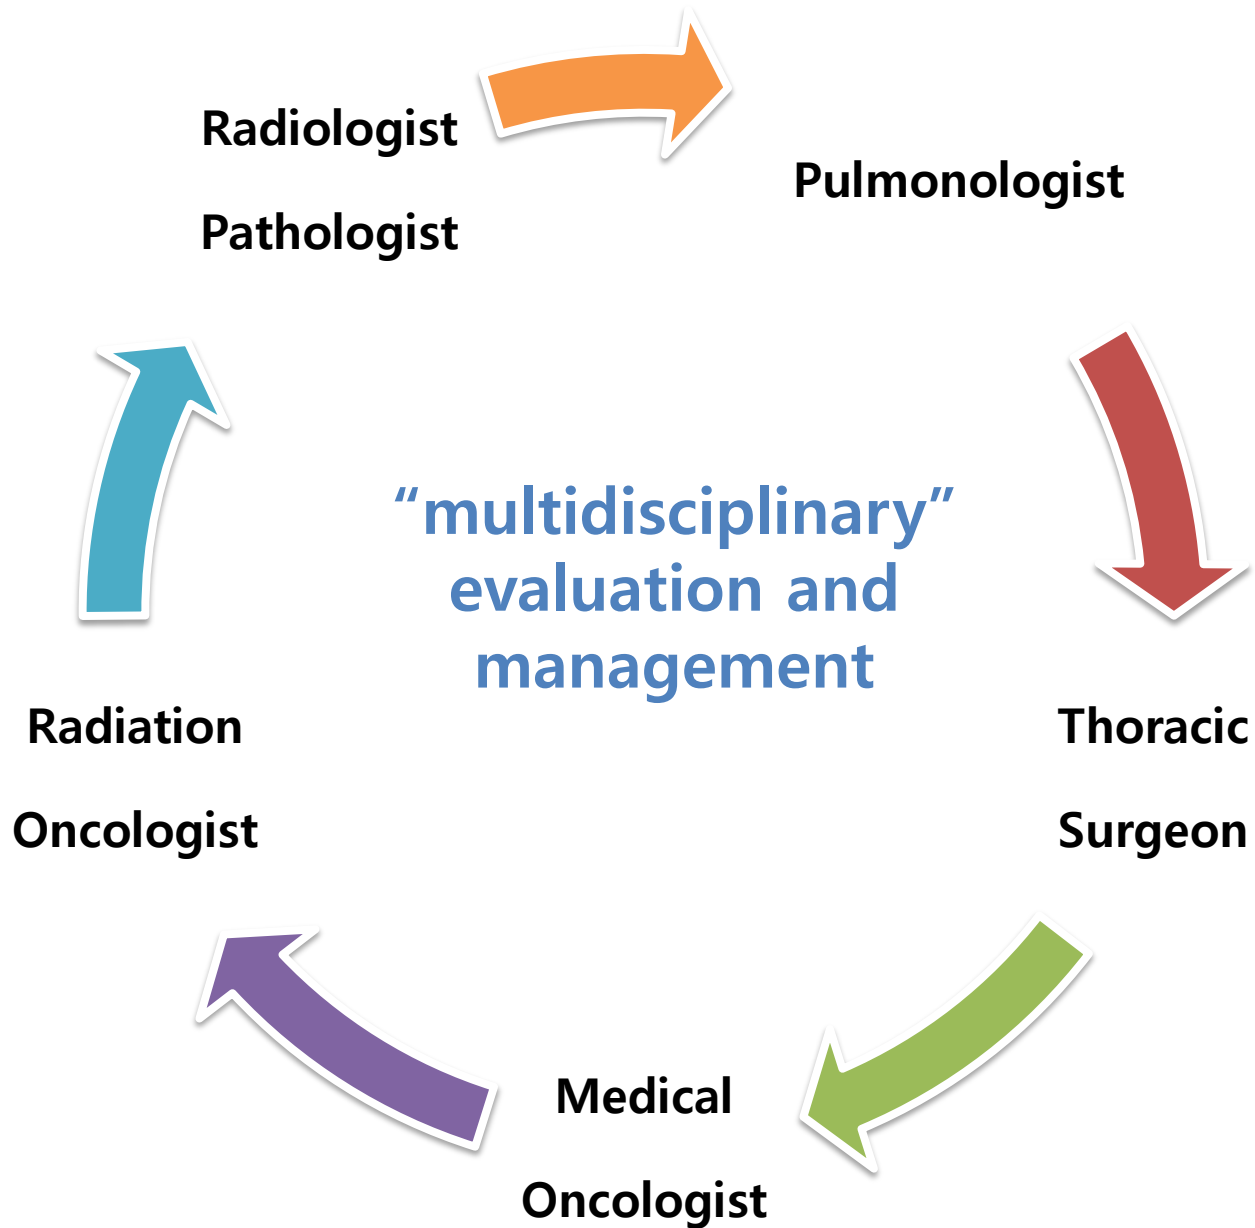 Radiologist
Pathologist
Pulmonologist
“multidisciplinary”
evaluation and
management
Radiation
Oncologist
Thoracic
Surgeon
Medical
Oncologist